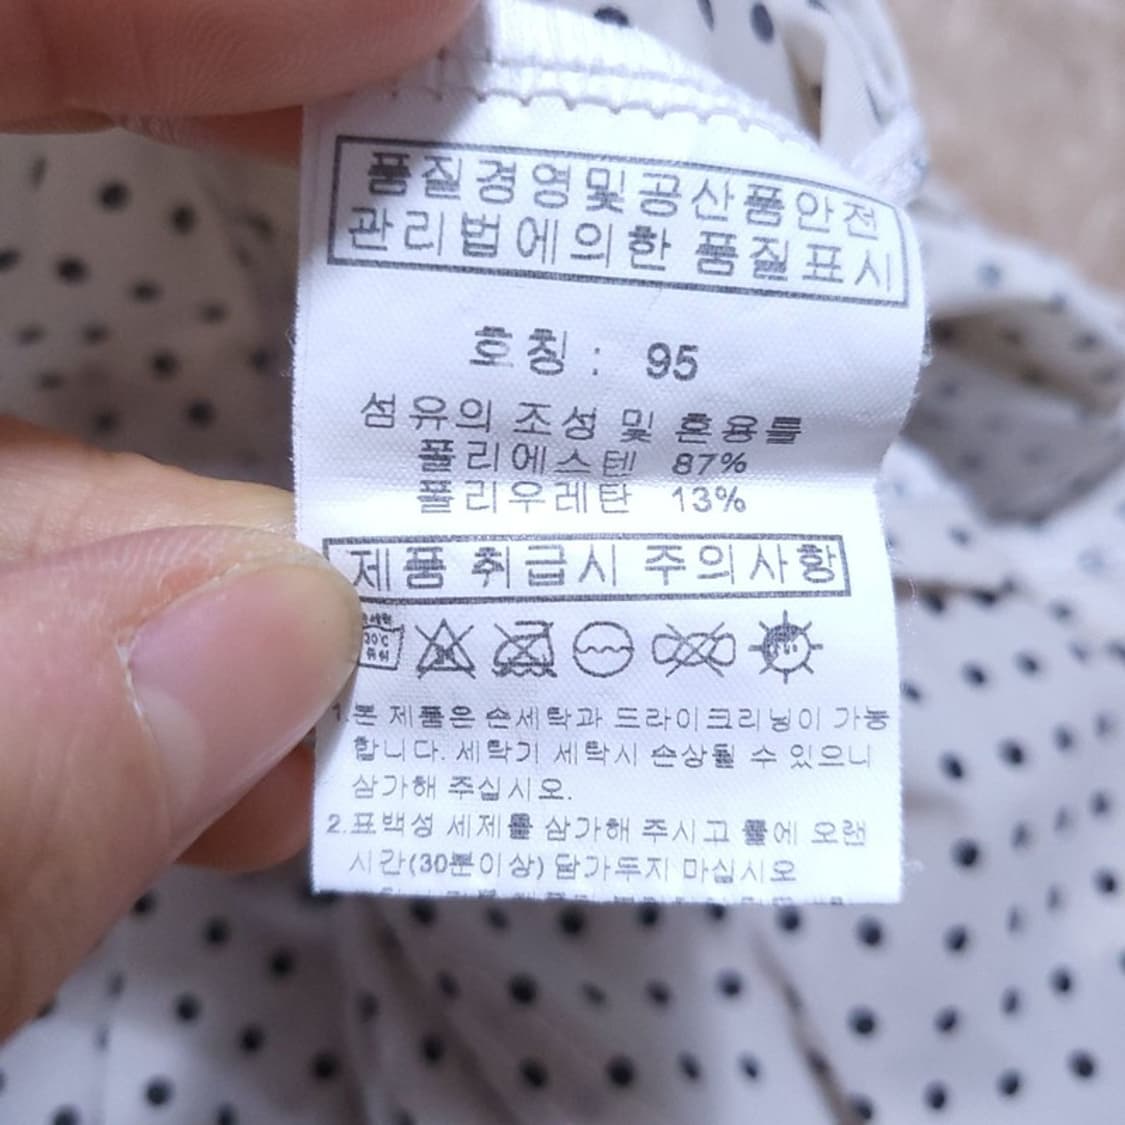 품질경영및공산품안전
관리법에의한 품질표시
호칭 : 95
섬유의 조성 및 혼용률
폴리에스텔 87%
폴리우레탄 13%
제품 취급시 주의사항
30℃
1.본 제품은 손세탁과 드라이크리닝이 가능
합니다. 세탁기 세탁시 손상될 수 있으니
삼가해 주십시오.
2.표백성 세제를 삼가해 주시고 물에 오랜
시간(30분이상) 담가두지 마십시오